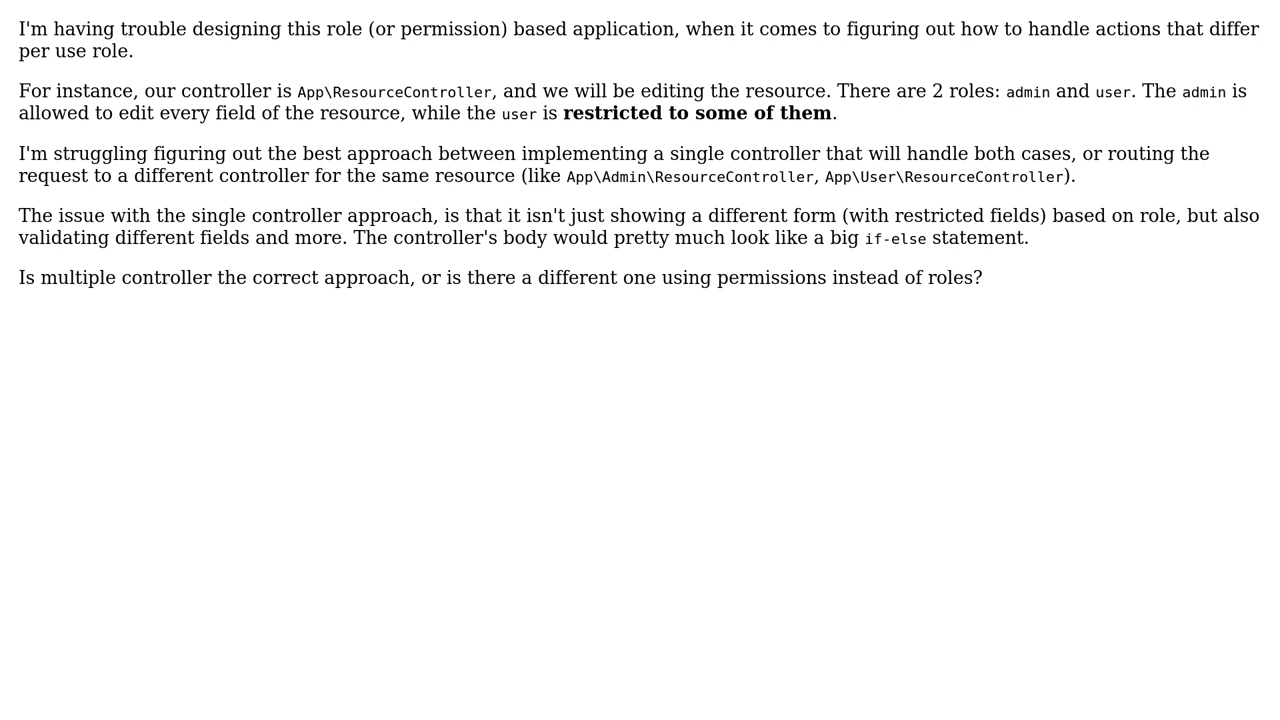 I'm having trouble designing this role (or permission) based application, when it comes to figuring out how to handle actions that differ
per use role.
For instance, our controller is App\ResourceController, and we will be editing the resource. There are 2 roles: admin and user. The admin is
allowed to edit every field of the resource, while the user is restricted to some of them.
I'm struggling figuring out the best approach between implementing a single controller that will handle both cases, or routing the
request to a different controller for the same resource (like App\Admin\ResourceController, App\User\ResourceController).
The issue with the single controller approach, is that it isn't just showing a different form (with restricted fields) based on role, but also
validating different fields and more. The controller's body would pretty much look like a big if-else statement.
Is multiple controller the correct approach, or is there a different one using permissions instead of roles?